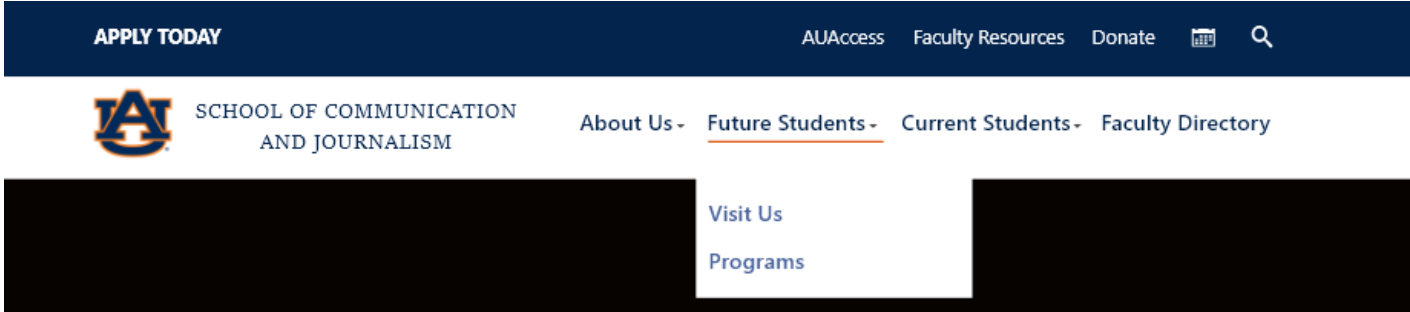 APPLY TODAY AUAccess Faculty Resources Donate
AU
SCHOOL OF COMMUNICATION
AND JOURNALISM
About Us Future Students Current Students Faculty Directory
Visit Us
Programs